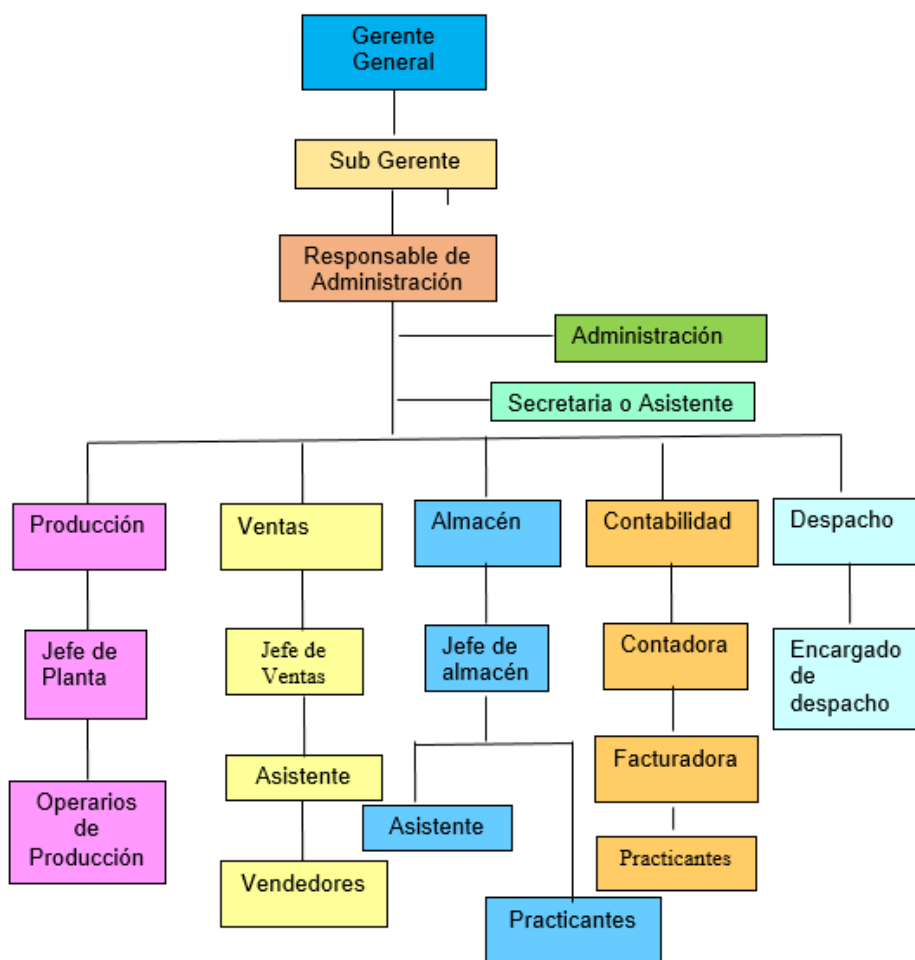 Gerente
General
Sub Gerente
Responsable de
Administración
Administración
Secretaria o Asistente
Producción
Ventas
Almacén
Contabilidad
Despacho
Jefe de
Planta
Jefe de
Ventas
Jefe de
almacén
Contadora
Encargado
de
despacho
Operarios
de
Producción
Asistente
Asistente
Facturadora
Vendedores
Practicantes
Practicantes